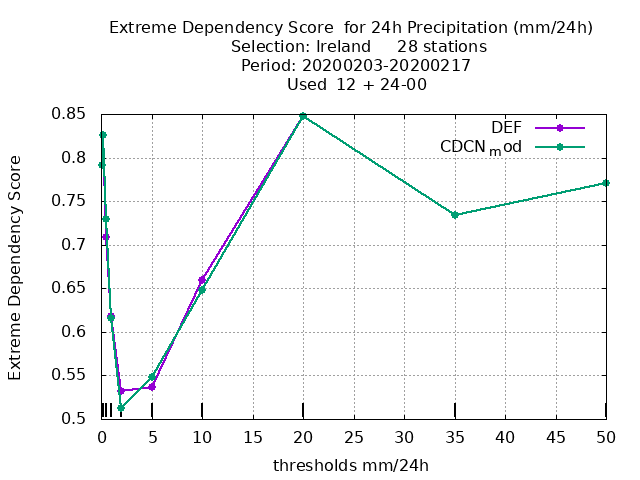 Extreme Dependency Score  for 24h Precipitation (mm/24h)
Selection: Ireland     28 stations
Period: 20200203-20200217
Used  12 + 24-00
DEF
CDCN_mod
0.85
0.8
0.75
0.7
0.65
0.6
0.55
0.5
Extreme Dependency Score
0 5 10 15 20 25 30 35 40 45 50
thresholds mm/24h